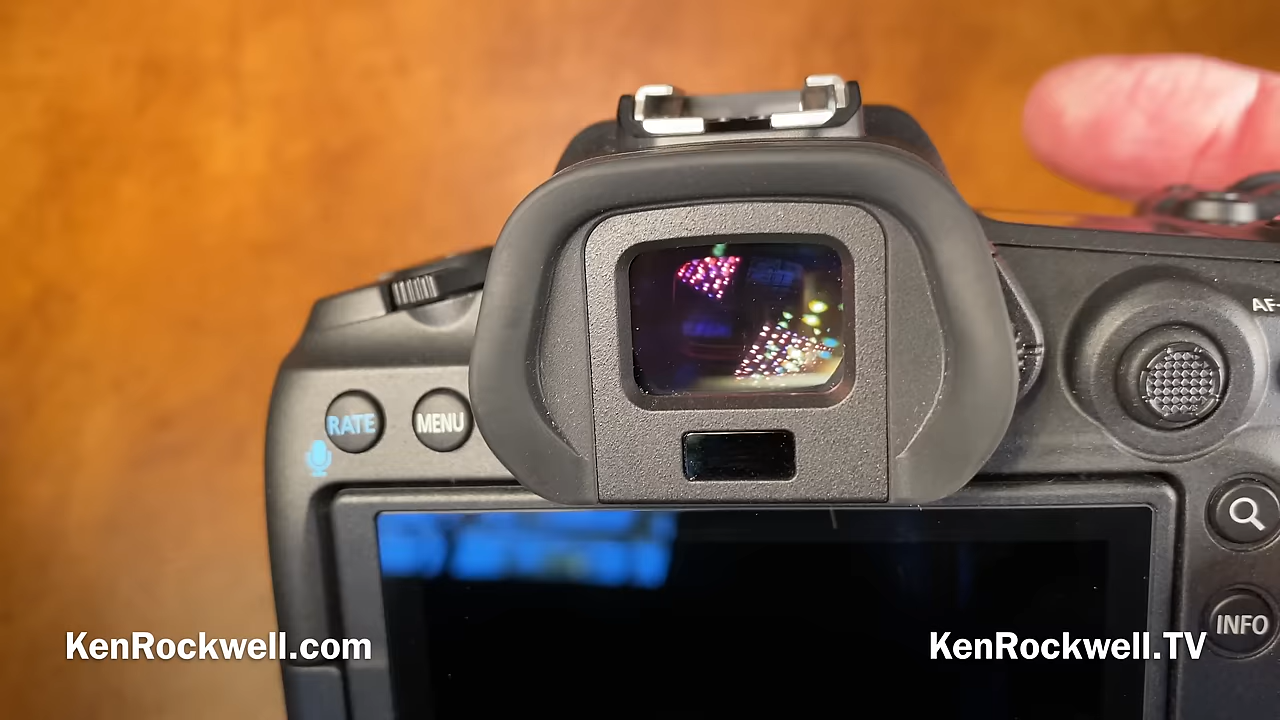 AF-
RATE
MENU
INFO
KenRockwell.com
KenRockwell.TV